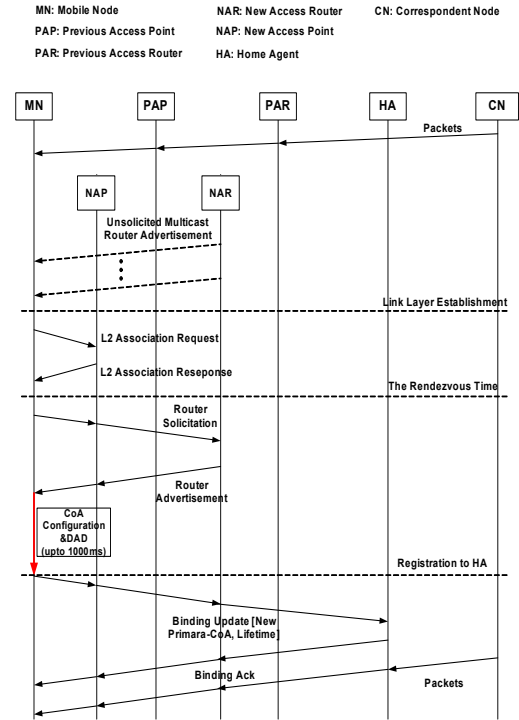 MN: Mobile Node NAR: New Access Router CN: Correspondent Node
PAP: Previous Access Point NAP: New Access Point
PAR: Previous Access Router HA: Home Agent
MN PAP PAR HA CN
Packets
NAP NAR
Unsolicited Multicast
Router Advertisement
Link Layer Establishment
L2 Association Request
L2 Association Reseponse
The Rendezvous Time
Router
Solicitation
Router
Advertisement
CoA
Configuration
&DAD
(upto 1000ms)
Registration to HA
Binding Update [New
Primara-CoA, Lifetime]
Binding Ack
Packets